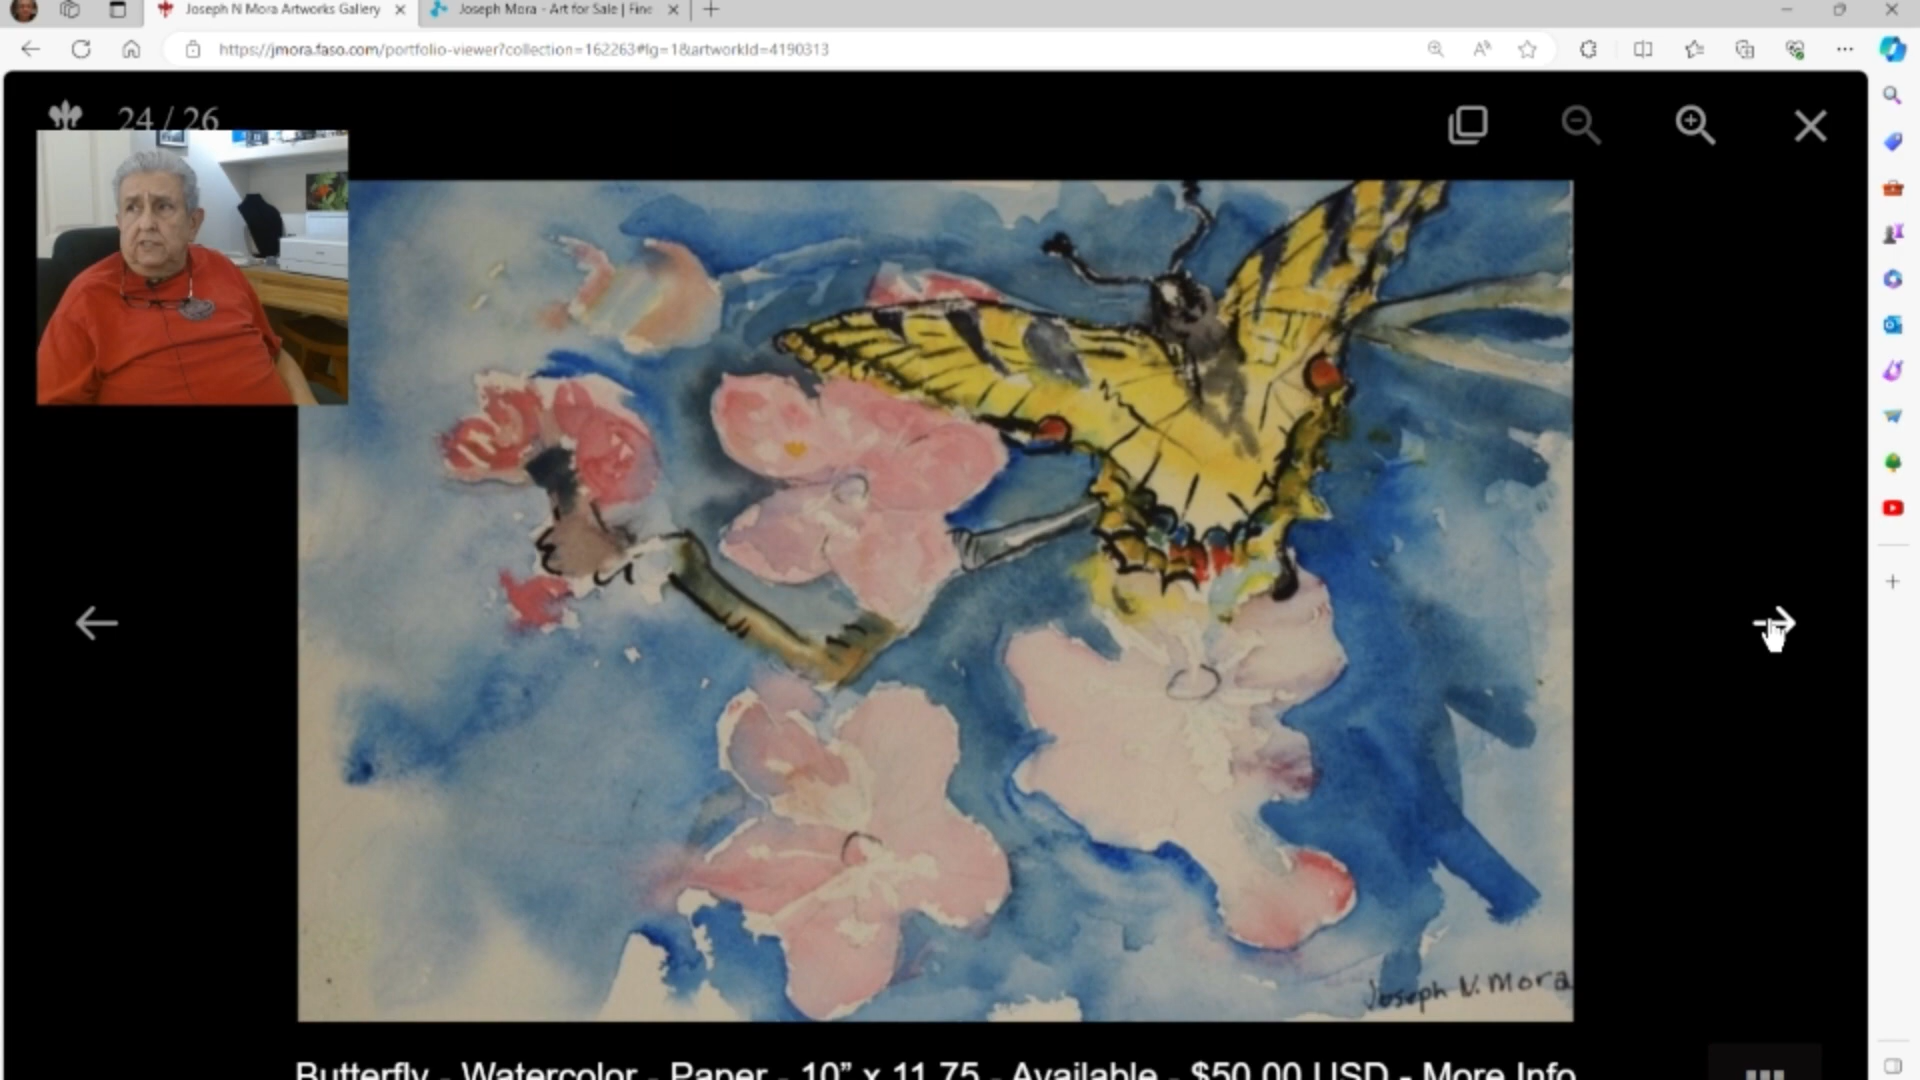 Joseph N Mora Artworks Gallery
Joseph Mora - Art for Sale | Fine
https://jmora.faso.com/portfolio-viewer?collection=162263#lg=1&artworkId=4190313
24 / 26
Joseph N. Mora
Butterfly - Watercolor - Paper - 10” x 11.75 - Available - $50.00 USD - More Info